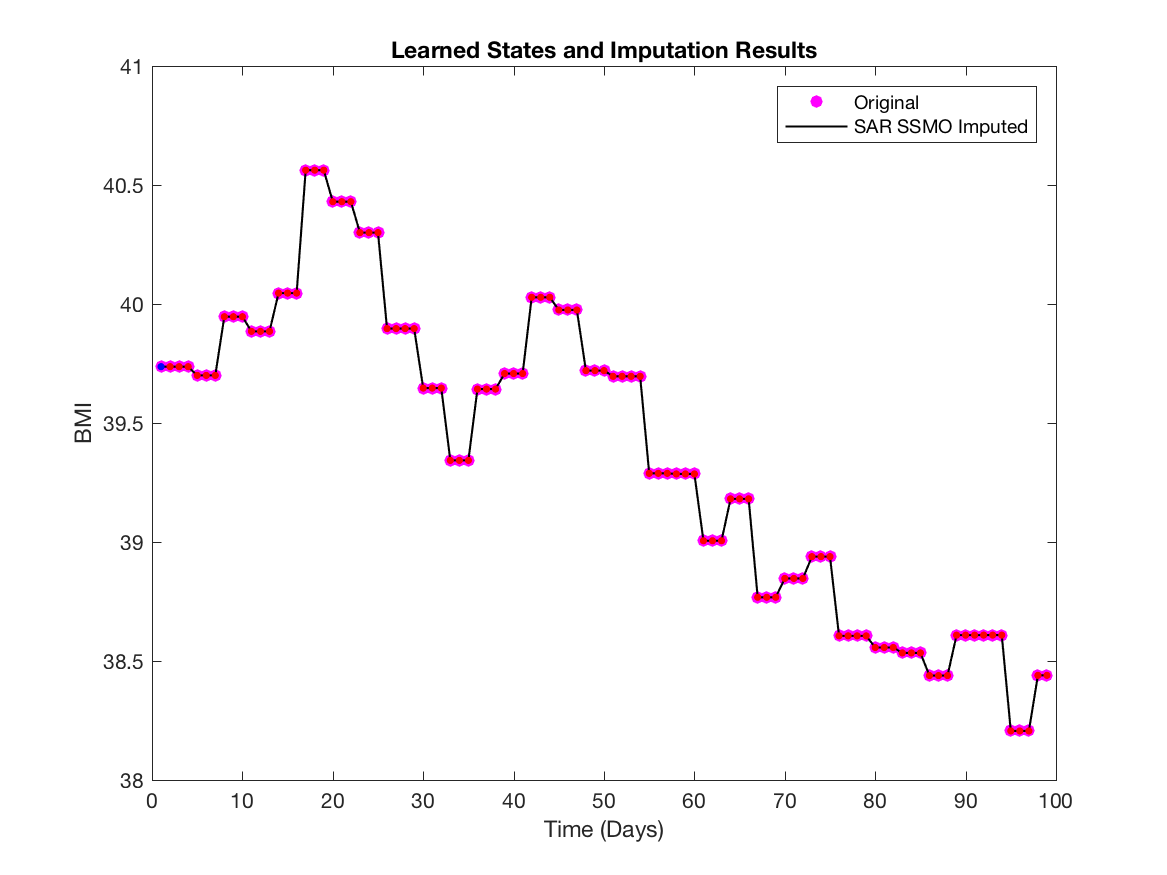 Learned States and Imputation Results
41
40.5
40
39.5
39
38.5
38
BMI
0 10 20 30 40 50 60 70 80 90 100
Time (Days)
Original
SAR SSMO Imputed